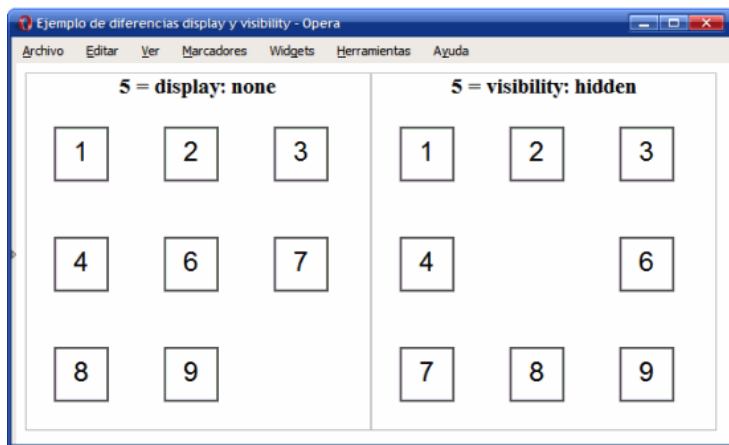 Ejemplo de diferencias display y visibility - Opera
Archivo Editar Ver Marcadores Widgets Herramientas Ayuda
5 = display: none
1 2 3
4 6 7
8 9
5 = visibility: hidden
1 2 3
4 6
7 8 9